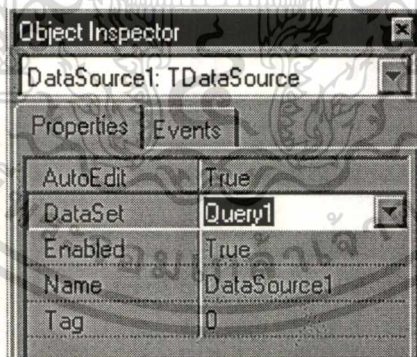 Object Inspector
DataSource1: TDataSource
Properties Events
AutoEdit True
DataSet Query1
Enabled True
Name DataSource1
Tag 0